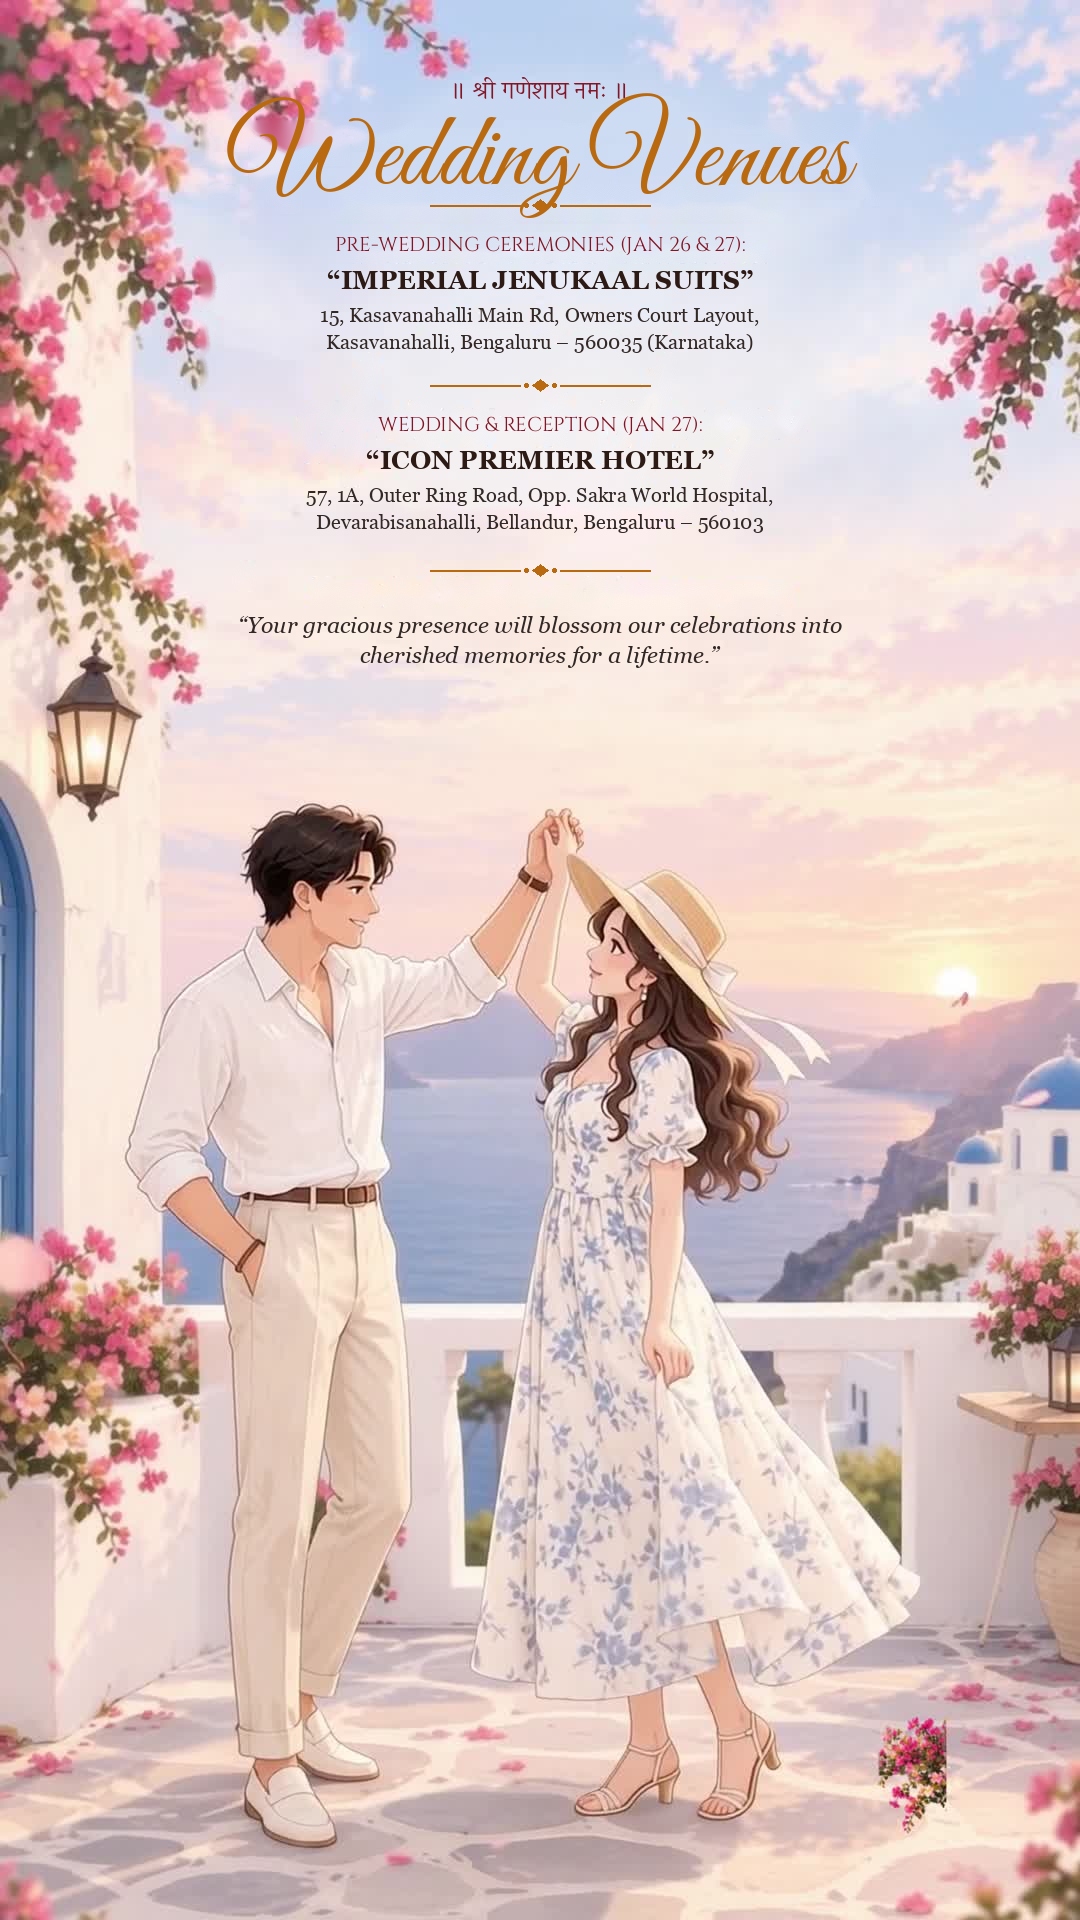 ॥ श्री गणेशाय नमः ॥
Wedding Venues
PRE-WEDDING CEREMONIES (JAN 26 & 27):
“IMPERIAL JENUKAAL SUITS”
15, Kasavanahalli Main Rd, Owners Court Layout,
Kasavanahalli, Bengaluru – 560035 (Karnataka)
WEDDING & RECEPTION (JAN 27):
“ICON PREMIER HOTEL”
57, 1A, Outer Ring Road, Opp. Sakra World Hospital,
Devarabisanahalli, Bellandur, Bengaluru – 560103
“Your gracious presence will blossom our celebrations into
cherished memories for a lifetime.”